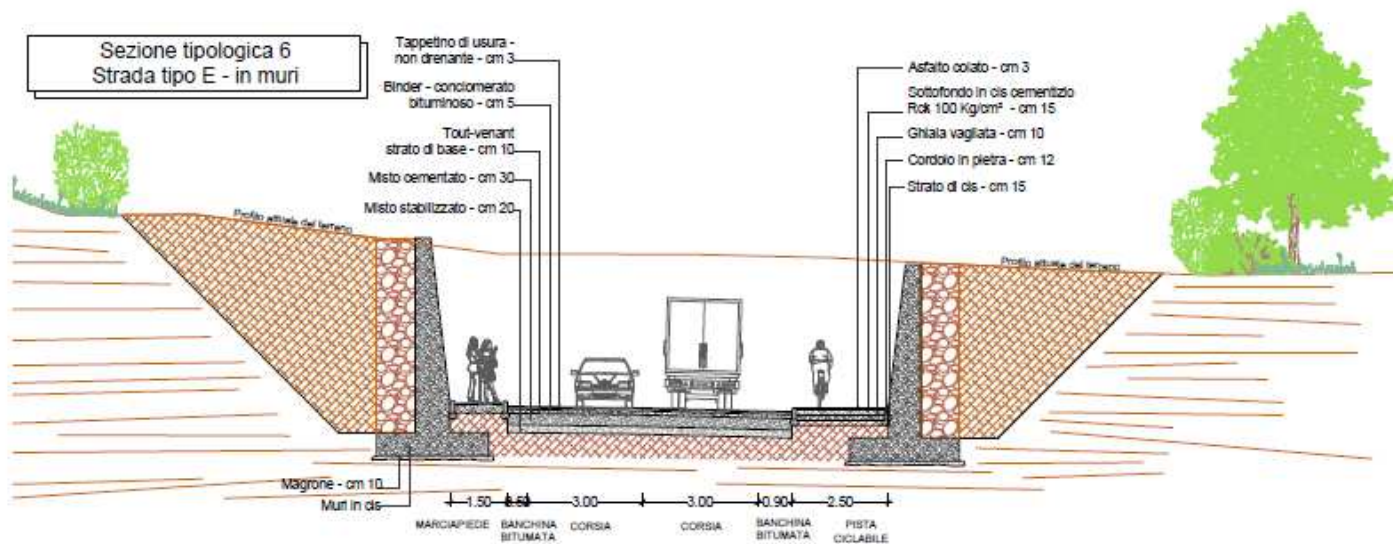 Sezione tipologica 6
Strada tipo E - in muri
Tappetino di usura -
non drenante - cm 3
Binder - conclomerato
bituminoso - cm 5
Tout-venant
strato di base - cm 10
Misto cementato - cm 30
Misto stabilizzato - cm 20
Asfalto colato - cm 3
Sottofondo in cls cementizio
Rck 100 Kg/cm² - cm 15
Ghiaia vagliata - cm 10
Cordolo in pietra - cm 12
Strato di cls - cm 15
Profilo attuale del terreno
Profilo attuale del terreno
Magrone - cm 10
Muri in cls
1.50 0.50 3.00 3.00 0.90 2.50
MARCIAPIEDE BANCHINA BITUMATA CORSIA CORSIA BANCHINA BITUMATA PISTA CICLABILE